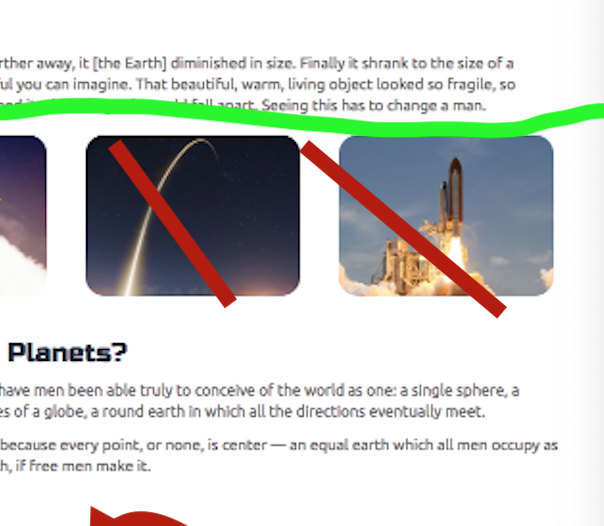 rther away, it [the Earth] diminished in size. Finally it shrank to the size of a
ful you can imagine. That beautiful, warm, living object looked so fragile, so
fall apart. Seeing this has to change a man.
Planets?
have men been able truly to conceive of the world as one: a single sphere, a
es of a globe, a round earth in which all the directions eventually meet.
because every point, or none, is center — an equal earth which all men occupy as
h, if free men make it.